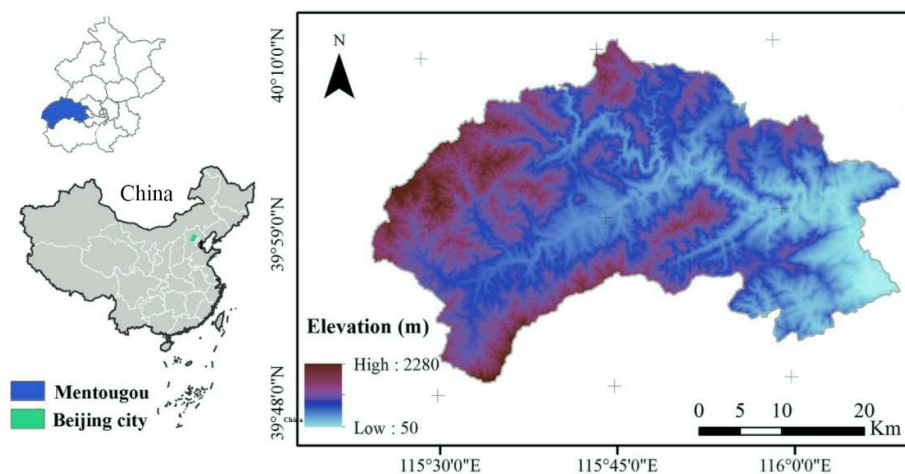 China
Mentougou
Beijing city
N
40°10'0"N
39°59'0"N
39°48'0"N
Elevation (m)
High : 2280
China
Low : 50
0 5 10 20
Km
115°30'0"E
115°45'0"E
116°0'0"E